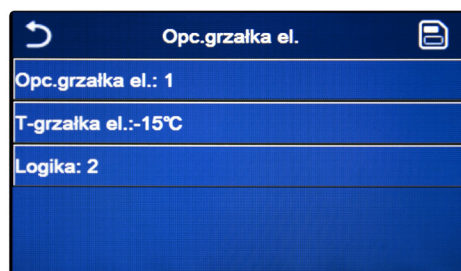 Opc.grzałka el.
Opc.grzałka el.: 1
T-grzałka el.:-15℃
Logika: 2